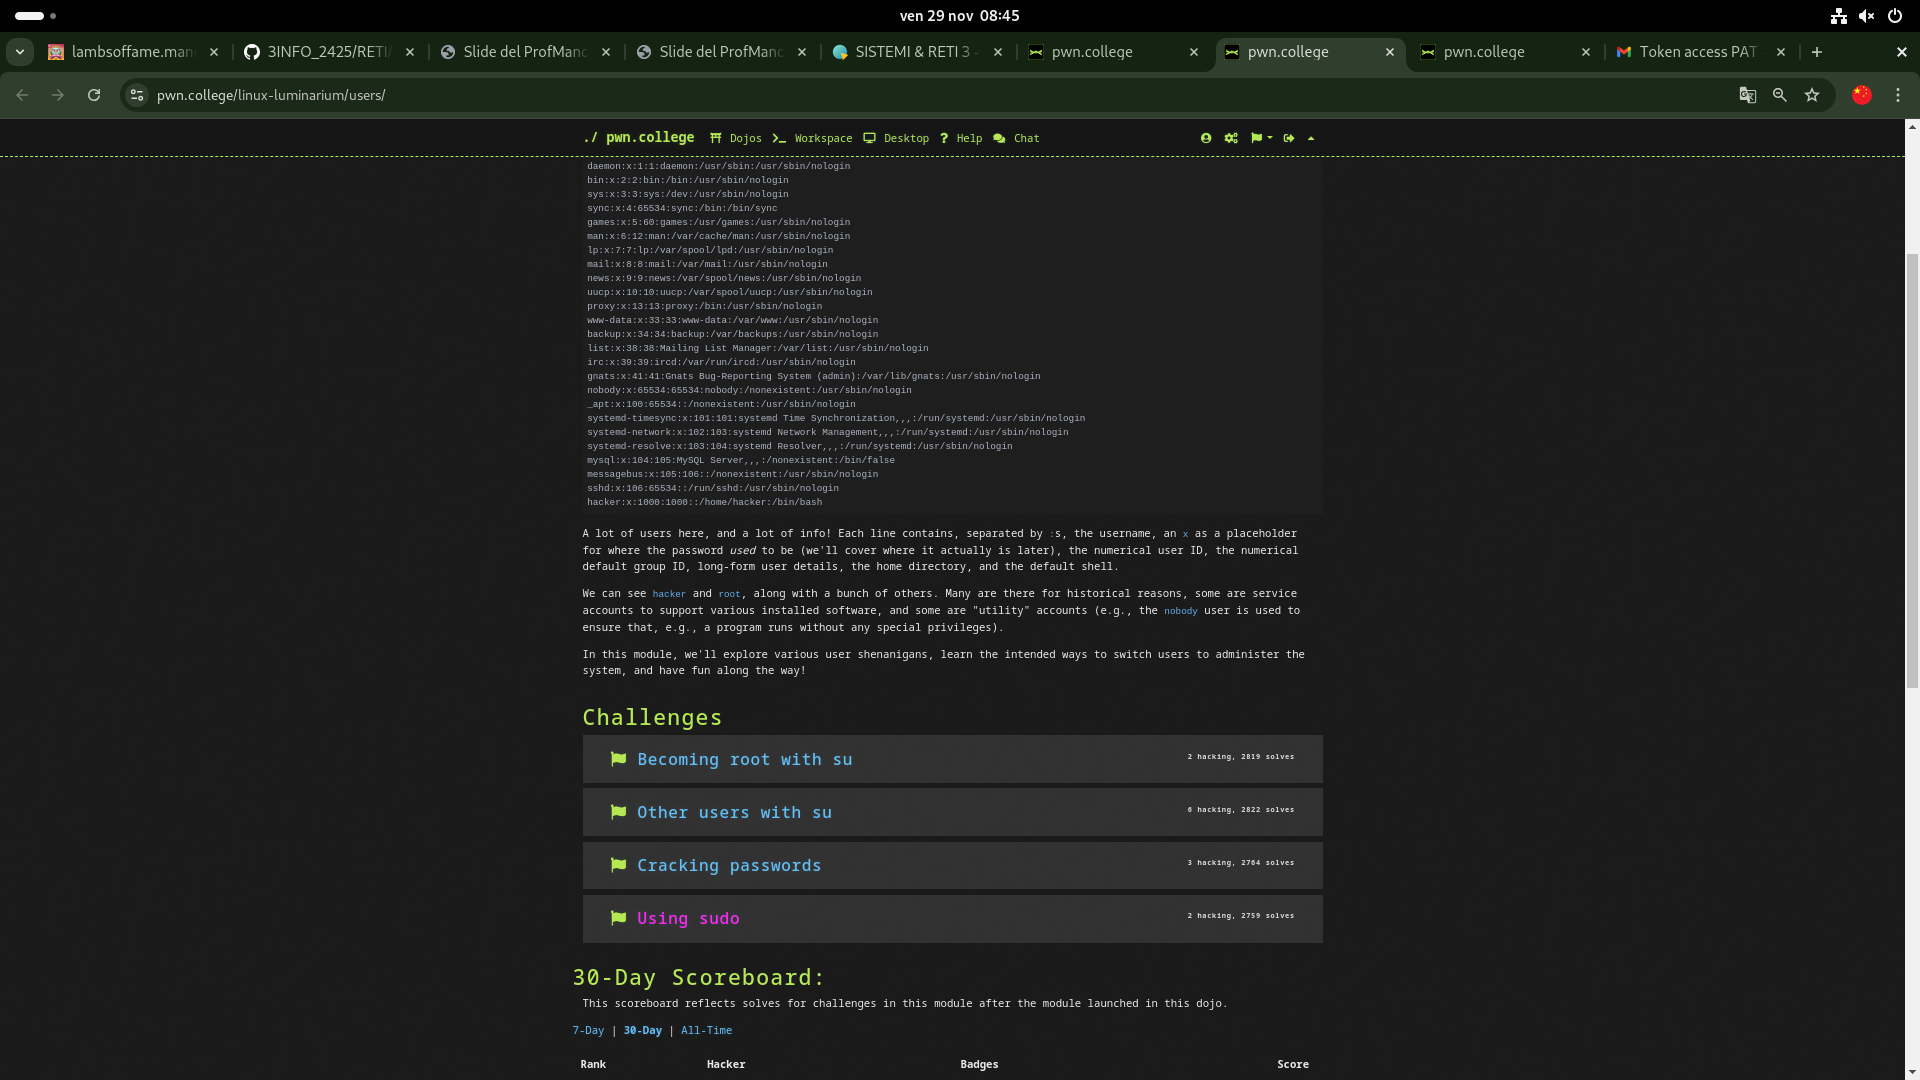 ven 29 nov 08:45
lambsoffame.man
3INFO_2425/RETI
Slide del ProfManc
Slide del ProfManc
SISTEMI & RETI 3 -
pwn.college
pwn.college
pwn.college
Token access PAT
pwn.college/linux-luminarium/users/
./ pwn.college Dojos Workspace Desktop Help Chat
daemon:x:1:1:daemon:/usr/sbin:/usr/sbin/nologin
bin:x:2:2:bin:/bin:/usr/sbin/nologin
sys:x:3:3:sys:/dev:/usr/sbin/nologin
sync:x:4:65534:sync:/bin:/bin/sync
games:x:5:60:games:/usr/games:/usr/sbin/nologin
man:x:6:12:man:/var/cache/man:/usr/sbin/nologin
lp:x:7:7:lp:/var/spool/lpd:/usr/sbin/nologin
mail:x:8:8:mail:/var/mail:/usr/sbin/nologin
news:x:9:9:news:/var/spool/news:/usr/sbin/nologin
uucp:x:10:10:uucp:/var/spool/uucp:/usr/sbin/nologin
proxy:x:13:13:proxy:/bin:/usr/sbin/nologin
www-data:x:33:33:www-data:/var/www:/usr/sbin/nologin
backup:x:34:34:backup:/var/backups:/usr/sbin/nologin
list:x:38:38:Mailing List Manager:/var/list:/usr/sbin/nologin
irc:x:39:39:ircd:/var/run/ircd:/usr/sbin/nologin
gnats:x:41:41:Gnats Bug-Reporting System (admin):/var/lib/gnats:/usr/sbin/nologin
nobody:x:65534:65534:nobody:/nonexistent:/usr/sbin/nologin
_apt:x:100:65534::/nonexistent:/usr/sbin/nologin
systemd-timesync:x:101:101:systemd Time Synchronization,,,:/run/systemd:/usr/sbin/nologin
systemd-network:x:102:103:systemd Network Management,,,:/run/systemd:/usr/sbin/nologin
systemd-resolve:x:103:104:systemd Resolver,,,:/run/systemd:/usr/sbin/nologin
mysql:x:104:105:MySQL Server,,,:/nonexistent:/bin/false
messagebus:x:105:106::/nonexistent:/usr/sbin/nologin
sshd:x:106:65534::/run/sshd:/usr/sbin/nologin
hacker:x:1000:1000::/home/hacker:/bin/bash
A lot of users here, and a lot of info! Each line contains, separated by :s, the username, an x as a placeholder
for where the password used to be (we'll cover where it actually is later), the numerical user ID, the numerical
default group ID, long-form user details, the home directory, and the default shell.
We can see hacker and root, along with a bunch of others. Many are there for historical reasons, some are service
accounts to support various installed software, and some are "utility" accounts (e.g., the nobody user is used to
ensure that, e.g., a program runs without any special privileges).
In this module, we'll explore various user shenanigans, learn the intended ways to switch users to administer the
system, and have fun along the way!
Challenges
Becoming root with su 2 hacking, 2819 solves
Other users with su 6 hacking, 2822 solves
Cracking passwords 3 hacking, 2764 solves
Using sudo 2 hacking, 2759 solves
30-Day Scoreboard:
This scoreboard reflects solves for challenges in this module after the module launched in this dojo.
7-Day | 30-Day | All-Time
Rank Hacker Badges Score